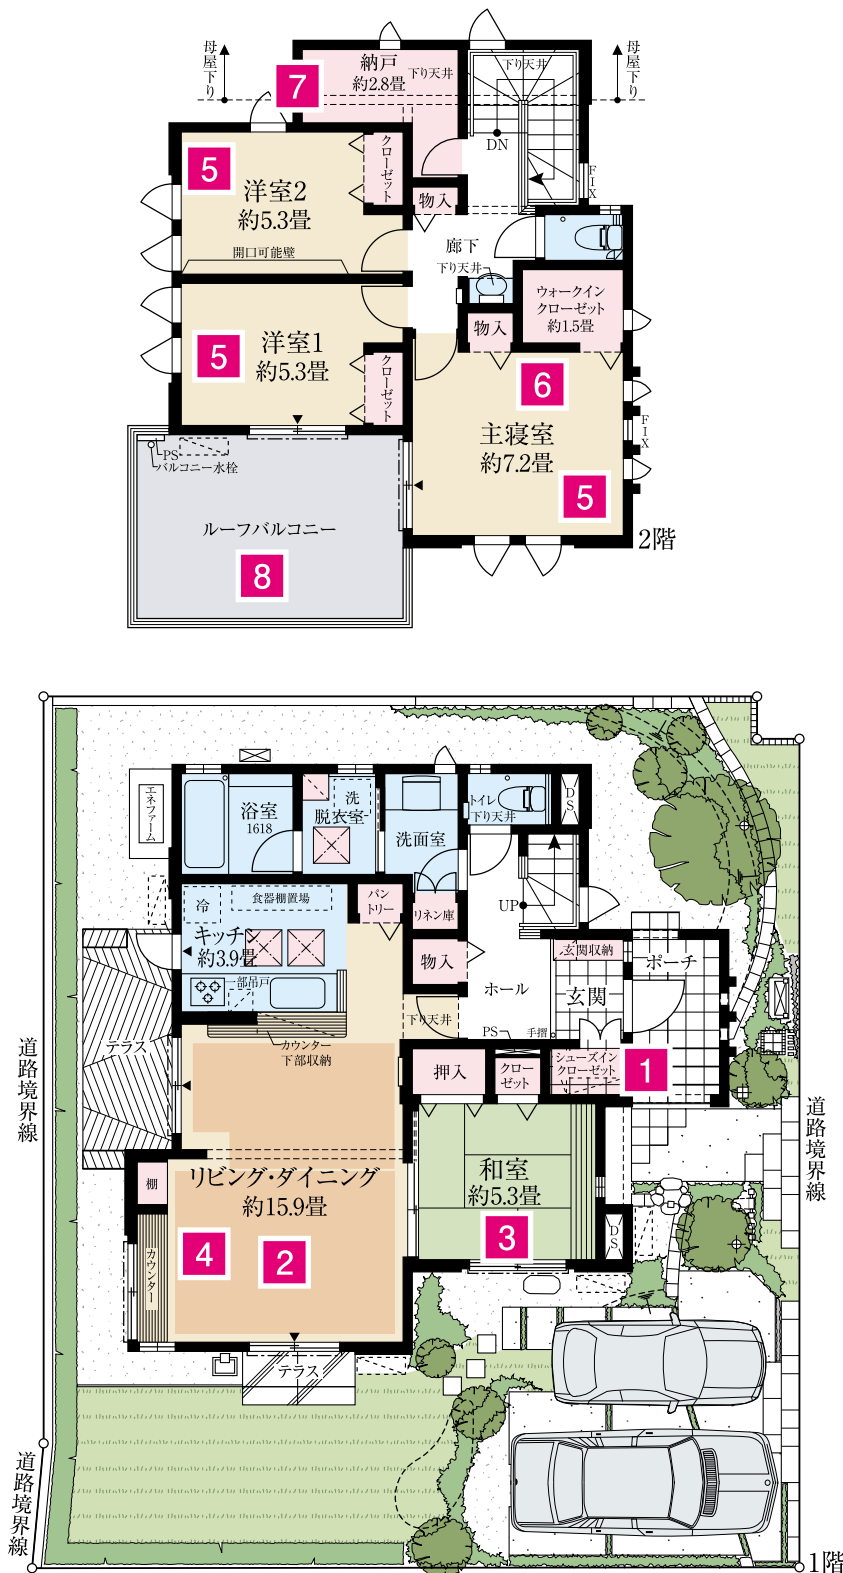 母屋下り
母屋下り
7
納戸
約2.8畳
下り天井
下り天井
DN
FIX
5
洋室2
約5.3畳
クローゼット
開口可能壁
物入
廊下
下り天井
ウォークイン
クローゼット
約1.5畳
物入
5
洋室1
約5.3畳
クローゼット
6
主寝室
約7.2畳
5
FIX
PS
バルコニー水栓
ルーフバルコニー
8
2階
エネファーム
浴室
1618
洗
脱衣室
洗面室
トイレ
下り天井
DS
冷
食器棚置場
パン
トリー
リネン庫
UP
キッチン
約3.9畳
一部吊戸
物入
ホール
玄関収納
玄関
ポーチ
テラス
カウンター
下部収納
下り天井
PS
手摺
押入
クロー
ゼット
シューズイン
クローゼット
1
道路境界線
道路境界線
棚
リビング・ダイニング
約15.9畳
和室
約5.3畳
3
DS
カウンター
4
2
テラス
道路境界線
1階